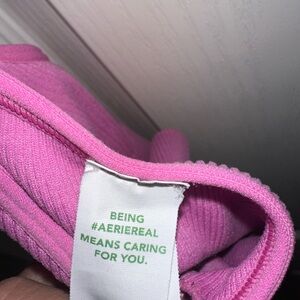 BEING
#AERIEREAL
MEANS CARING
FOR YOU.